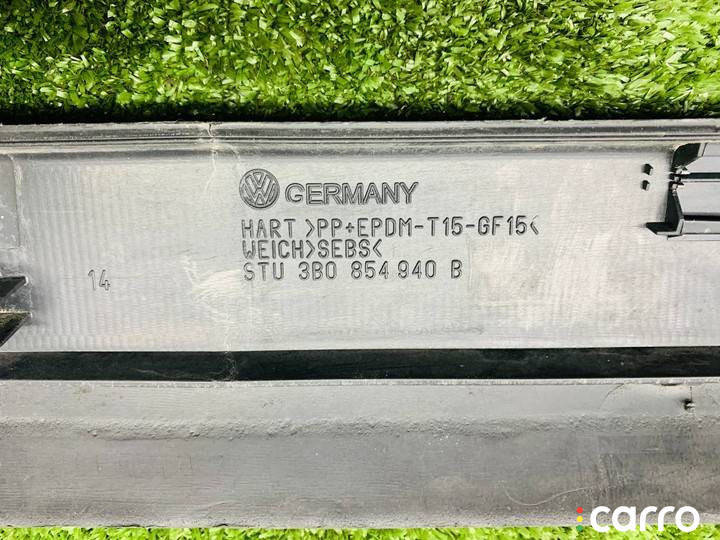 GERMANY
HART >PP+EPDM-T15-GF15<
WEICH>SEBS<
STU 3B0 854 940 B
14
carro